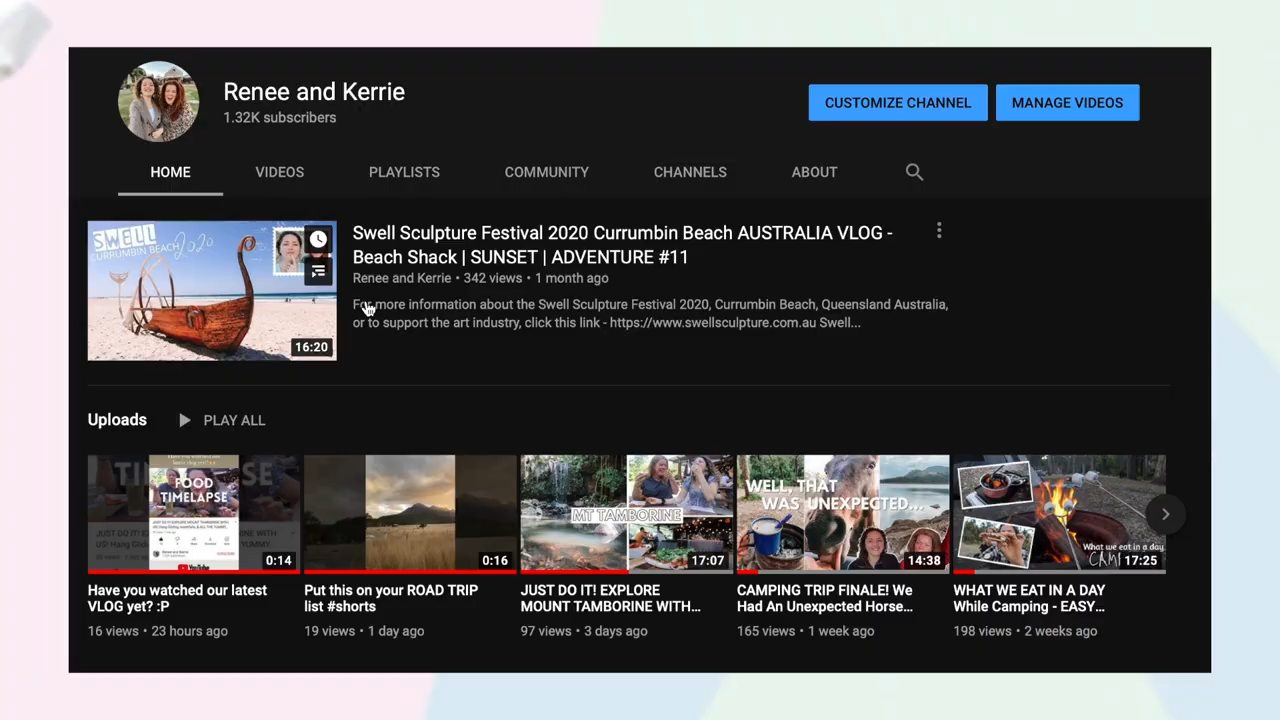 Renee and Kerrie
1.32K subscribers
CUSTOMIZE CHANNEL
MANAGE VIDEOS
HOME
VIDEOS
PLAYLISTS
COMMUNITY
CHANNELS
ABOUT
SWELL
CURRUMBIN BEACH 2020
16:20
Swell Sculpture Festival 2020 Currumbin Beach AUSTRALIA VLOG -
Beach Shack | SUNSET | ADVENTURE #11
Renee and Kerrie • 342 views • 1 month ago
For more information about the Swell Sculpture Festival 2020, Currumbin Beach, Queensland Australia,
or to support the art industry, click this link - https://www.swellsculpture.com.au Swell...
Uploads
PLAY ALL
FOOD
TIMELAPSE
YouTube
0:14
Have you watched our latest
VLOG yet? :P
16 views • 23 hours ago
0:16
Put this on your ROAD TRIP
list #shorts
19 views • 1 day ago
MT TAMBORINE
17:07
JUST DO IT! EXPLORE
MOUNT TAMBORINE WITH...
97 views • 3 days ago
WELL, THAT
WAS UNEXPECTED...
14:38
CAMPING TRIP FINALE! We
Had An Unexpected Horse...
165 views • 1 week ago
What we eat in a day
CAM
17:25
WHAT WE EAT IN A DAY
While Camping - EASY...
198 views • 2 weeks ago